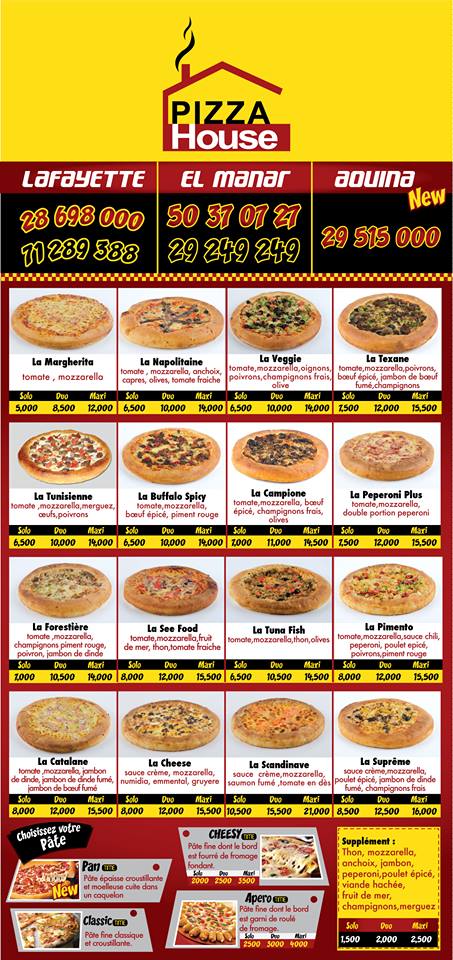 PIZZA
House
LAFAYETTE
28 698 000
71 289 388
EL MANAR
50 37 07 27
29 249 249
AOUINA
New
29 515 000
La Margherita
tomate , mozzarella
Solo Duo Maxi
5,000 8,500 12,000
La Napolitaine
tomate , mozzarella, anchoix,
capres, olives, tomate fraiche
Solo Duo Maxi
6,500 10,000 14,000
La Veggie
tomate,mozzarella,oignons,
poivrons,champignons frais,
olive
Solo Duo Maxi
6,500 10,000 14,000
La Texane
tomate,mozzarella,poivrons,
bœuf épicé, jambon de bœuf
fumé,champignons
Solo Duo Maxi
7,500 12,000 15,500
La Tunisienne
tomate ,mozzarella,merguez,
œufs,poivrons
Solo Duo Maxi
6,500 10,000 14,000
La Buffalo Spicy
tomate,mozzarella,
bœuf épicé, piment rouge
Solo Duo Maxi
6,500 10,000 14,000
La Campione
tomate,mozzarella, bœuf
épicé, champignons frais,
olives
Solo Duo Maxi
7,000 11,000 14,500
La Peperoni Plus
tomate,mozzarella,
double portion peperoni
Solo Duo Maxi
7,500 12,000 15,500
La Forestière
tomate ,mozzarella,
champignons piment rouge,
poivron, jambon de dinde
Solo Duo Maxi
7,000 10,500 14,000
La See Food
tomate,mozzarella,fruit
de mer, thon,tomate fraiche
Solo Duo Maxi
8,000 12,000 15,500
La Tuna Fish
tomate,mozzarella,thon,olives
Solo Duo Maxi
6,500 10,500 14,500
La Pimento
tomate,mozzarella,sauce chili,
peperoni, poulet epicé,
poivrons,piment rouge
Solo Duo Maxi
8,000 12,000 15,500
La Catalane
tomate ,mozzarella, jambon
de dinde, jambon de dinde fumé,
jambon de bœuf fumé
Solo Duo Maxi
8,000 12,000 15,500
La Cheese
sauce crème, mozzarella,
numidia, emmental, gruyere
Solo Duo Maxi
8,000 12,000 15,500
La Scandinave
sauce crème,mozzarella,
saumon fumé ,tomate en dès
Solo Duo Maxi
10,500 15,500 21,000
La Suprême
sauce crème,mozzarella,
poulet épicé, jambon de dinde
fumé, champignons frais
Solo Duo Maxi
8,500 12,500 16,000
Choisissez votre
Pâte
Pan PÂTE
Pâte épaisse croustillante
et moelleuse cuite dans
un caquelon
New
Classic PÂTE
Pâte fine classique
et croustillante.
CHEESY PÂTE
Pâte fine dont le bord
est fourré de fromage
fondant.
Solo Duo Maxi
2000 2500 3500
Apero PÂTE
Pâte fine dont le bord
est garni de roulé
de fromage.
Solo Duo Maxi
2500 3000 4000
Supplément :
Thon, mozzarella,
anchoix, jambon,
peperoni,poulet épicé,
viande hachée,
fruit de mer,
champignons,merguez
Solo Duo Maxi
1,500 2,000 2,500